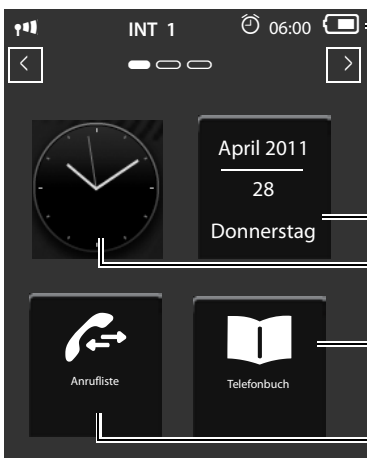 INT 1
06:00
April 2011
28
Donnerstag
Anrufliste
Telefonbuch